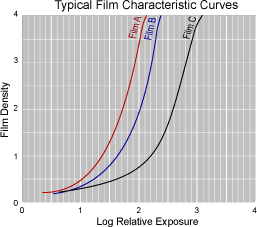 Typical Film Characteristic Curves
4
3
2
1
0
Film Density
Film A
Film B
Film C
0 1 2 3 4
Log Relative Exposure